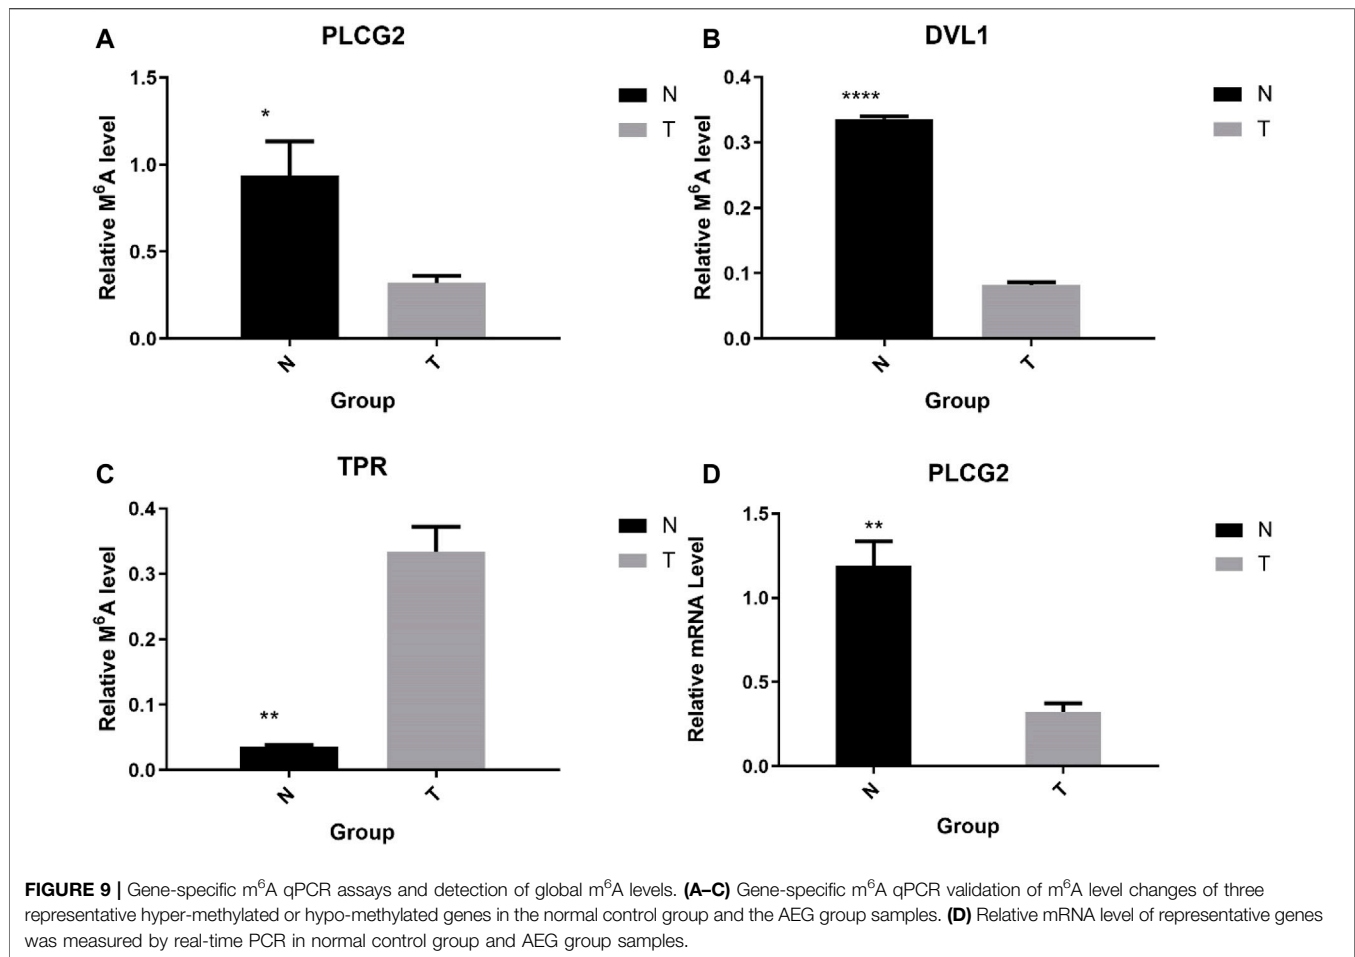 A
PLCG2
1.5
1.0
0.5
0.0
Relative M⁶A level
*
N
T
N
T
Group
B
DVL1
0.4
0.3
0.2
0.1
0.0
Relative M⁶A level
****
N
T
N
T
Group
C
TPR
0.4
0.3
0.2
0.1
0.0
Relative M⁶A level
**
N
T
N
T
Group
D
PLCG2
1.5
1.0
0.5
0.0
Relative mRNA Level
**
N
T
N
T
Group
FIGURE 9 | Gene-specific m⁶A qPCR assays and detection of global m⁶A levels. (A–C) Gene-specific m⁶A qPCR validation of m⁶A level changes of three
representative hyper-methylated or hypo-methylated genes in the normal control group and the AEG group samples. (D) Relative mRNA level of representative genes
was measured by real-time PCR in normal control group and AEG group samples.